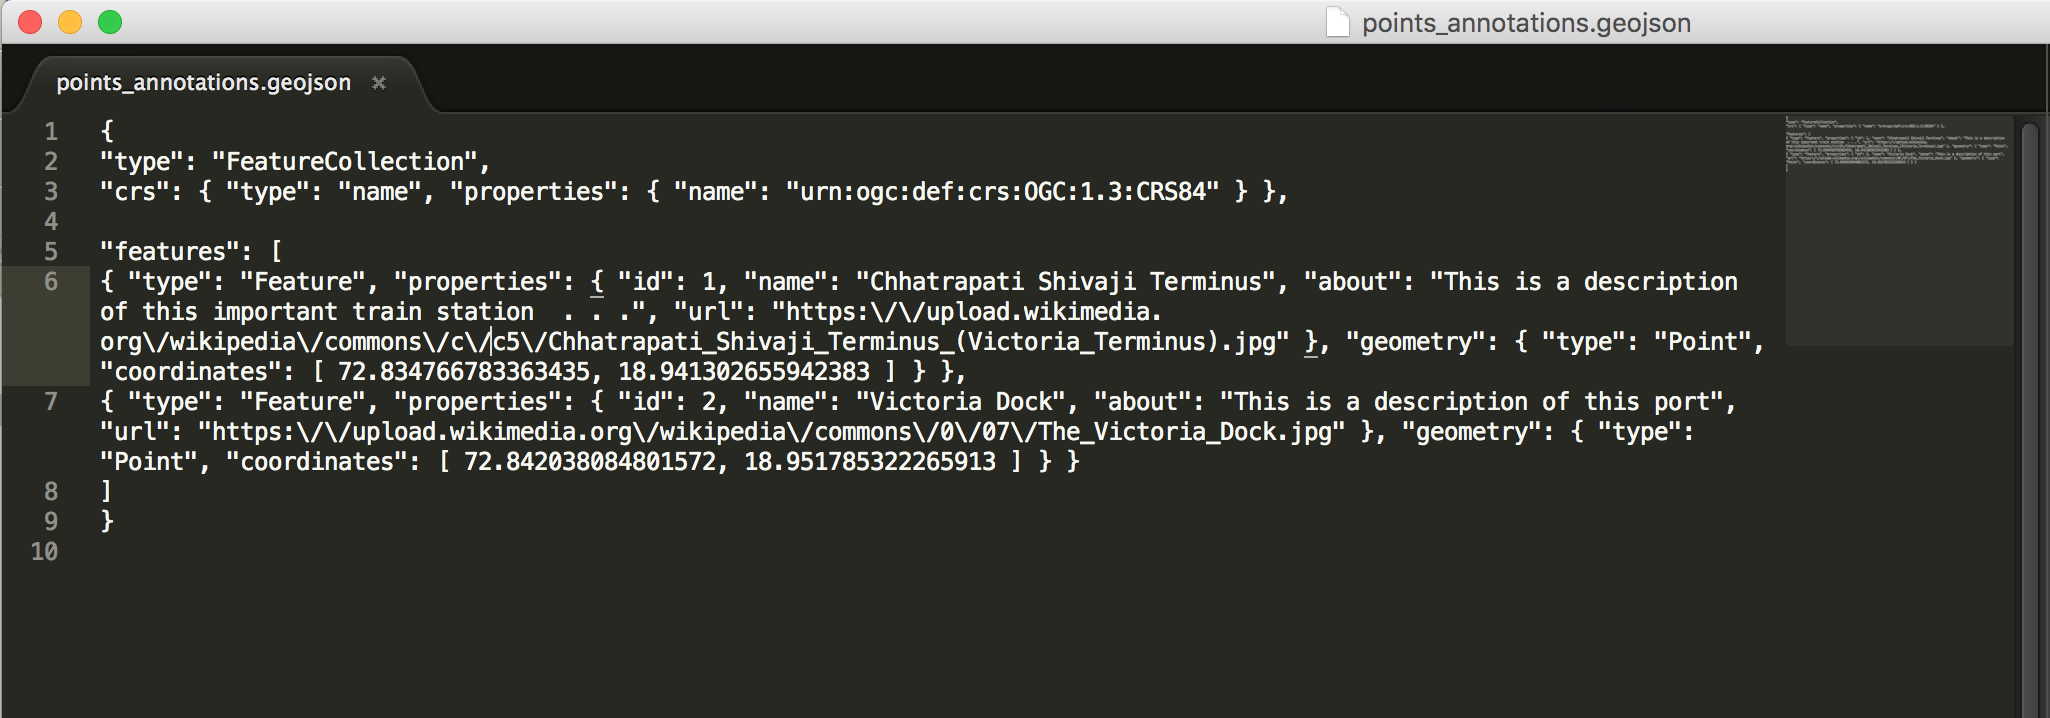 points_annotations.geojson
points_annotations.geojson ×
1 {
2 "type": "FeatureCollection",
3 "crs": { "type": "name", "properties": { "name": "urn:ogc:def:crs:OGC:1.3:CRS84" } },
4
5 "features": [
6 { "type": "Feature", "properties": { "id": 1, "name": "Chhatrapati Shivaji Terminus", "about": "This is a description
of this important train station  . . .", "url": "https:\/\/upload.wikimedia.
org\/wikipedia\/commons\/c\/c5\/Chhatrapati_Shivaji_Terminus_(Victoria_Terminus).jpg" }, "geometry": { "type": "Point",
"coordinates": [ 72.834766783363435, 18.941302655942383 ] } },
7 { "type": "Feature", "properties": { "id": 2, "name": "Victoria Dock", "about": "This is a description of this port",
"url": "https:\/\/upload.wikimedia.org\/wikipedia\/commons\/0\/07\/The_Victoria_Dock.jpg" }, "geometry": { "type":
"Point", "coordinates": [ 72.842038084801572, 18.951785322265913 ] } }
8 ]
9 }
10